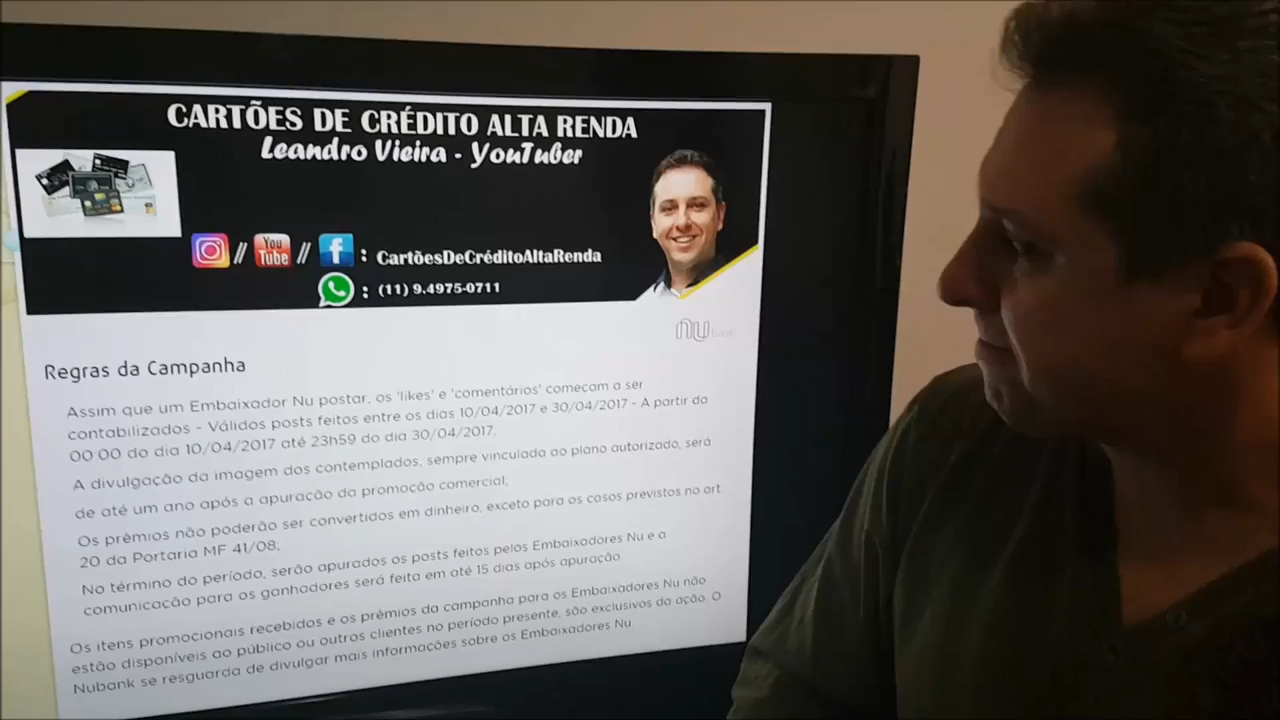 CARTÕES DE CRÉDITO ALTA RENDA
Leandro Vieira - YouTuber
You Tube
// // : CartõesDeCréditoAltaRenda
: (11) 9.4975-0711
nu bank
Regras da Campanha
Assim que um Embaixador Nu postar, os 'likes' e 'comentários' começam a ser
contabilizados - Válidos posts feitos entre os dias 10/04/2017 e 30/04/2017 - A partir da
00:00 do dia 10/04/2017 até 23h59 do dia 30/04/2017.
A divulgação da imagem dos contemplados, sempre vinculada ao plano autorizado, será
de até um ano após a apuração da promoção comercial;
Os prêmios não poderão ser convertidos em dinheiro, exceto para os casos previstos no art.
20 da Portaria MF 41/08;
No término do período, serão apurados os posts feitos pelos Embaixadores Nu e a
comunicação para os ganhadores será feita em até 15 dias após apuração.
Os itens promocionais recebidos e os prêmios da campanha para os Embaixadores Nu não
estão disponíveis ao público ou outros clientes no período presente, são exclusivos da ação. O
Nubank se resguarda de divulgar mais informações sobre os Embaixadores Nu.